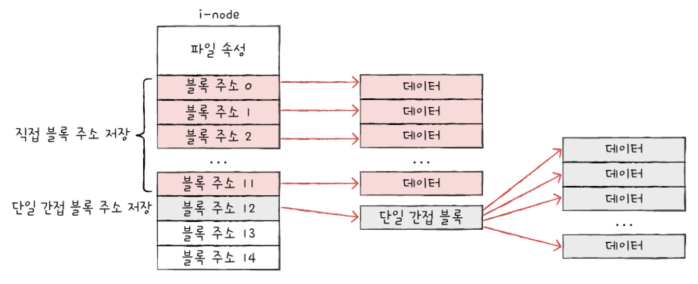 i-node
파일 속성
블록 주소 0
데이터
블록 주소 1
데이터
직접 블록 주소 저장
블록 주소 2
데이터
...
...
블록 주소 11
데이터
단일 간접 블록 주소 저장
블록 주소 12
단일 간접 블록
블록 주소 13
블록 주소 14
데이터
데이터
데이터
...
데이터